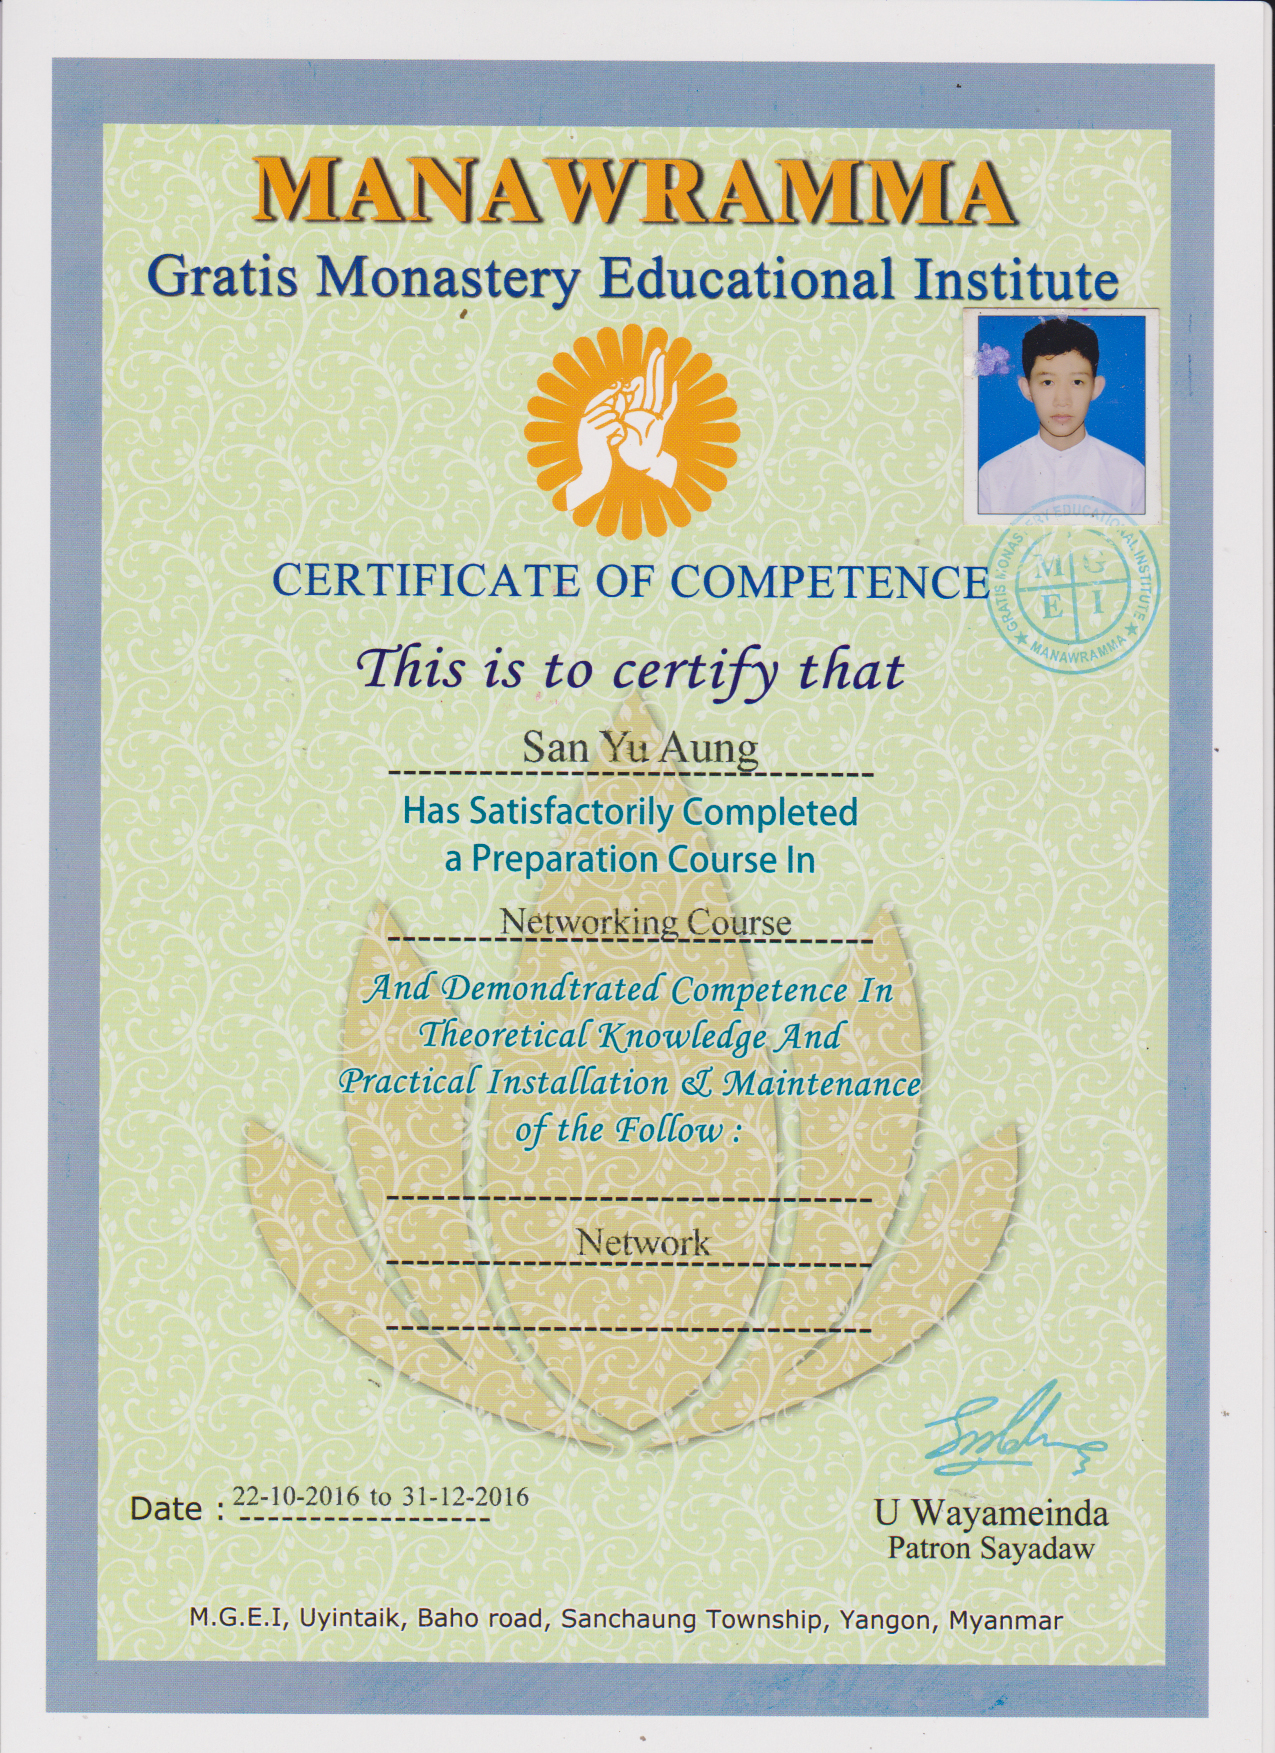 MANAWRAMMA
Gratis Monastery Educational Institute
CERTIFICATE OF COMPETENCE
GRATIS MONASTERY EDUCATIONAL INSTITUTE
M G
E I
★ MANAWRAMMA ★
This is to certify that
San Yu Aung
Has Satisfactorily Completed
a Preparation Course In
Networking Course
And Demondtrated Competence In
Theoretical Knowledge And
Practical Installation & Maintenance
of the Follow :
Network
Date : 22-10-2016 to 31-12-2016
U Wayameinda
Patron Sayadaw
M.G.E.I, Uyintaik, Baho road, Sanchaung Township, Yangon, Myanmar